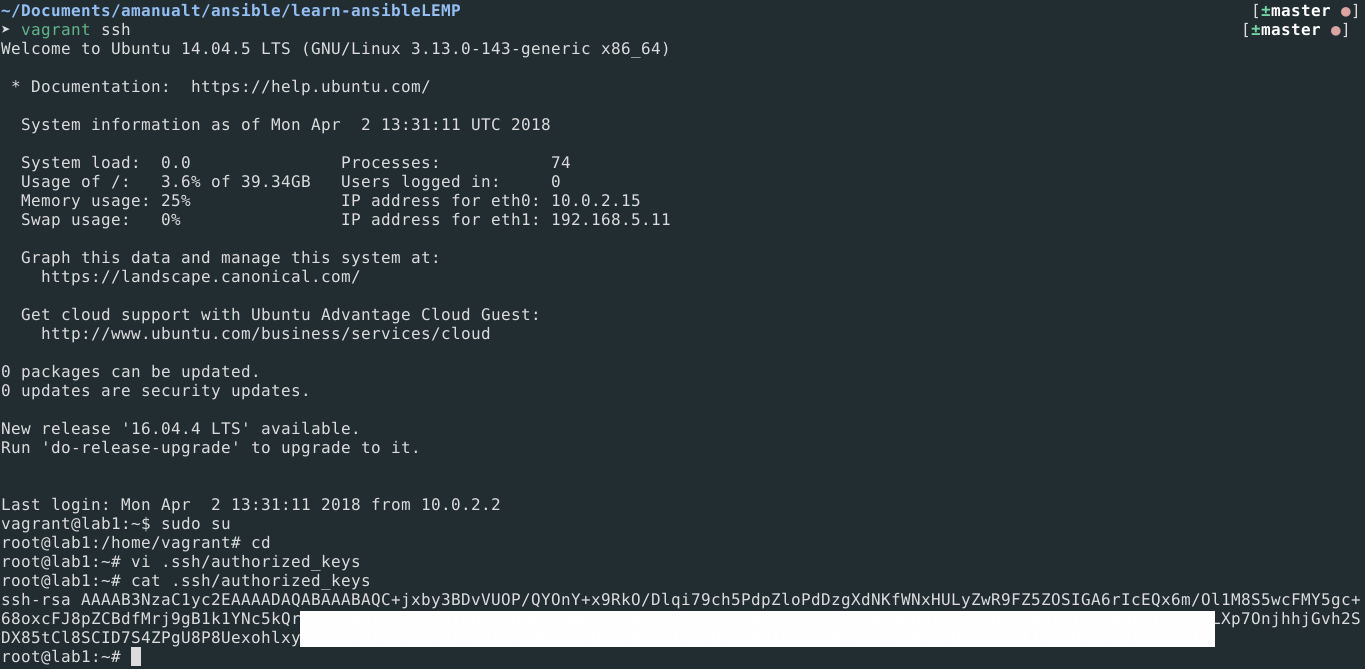 ~/Documents/amanualt/ansible/learn-ansibleLEMP [±master ●]
➤ vagrant ssh [±master ●]
Welcome to Ubuntu 14.04.5 LTS (GNU/Linux 3.13.0-143-generic x86_64)
* Documentation:  https://help.ubuntu.com/
System information as of Mon Apr  2 13:31:11 UTC 2018
System load:  0.0               Processes:           74
Usage of /:   3.6% of 39.34GB   Users logged in:     0
Memory usage: 25%               IP address for eth0: 10.0.2.15
Swap usage:   0%                IP address for eth1: 192.168.5.11
Graph this data and manage this system at:
https://landscape.canonical.com/
Get cloud support with Ubuntu Advantage Cloud Guest:
http://www.ubuntu.com/business/services/cloud
0 packages can be updated.
0 updates are security updates.
New release '16.04.4 LTS' available.
Run 'do-release-upgrade' to upgrade to it.
Last login: Mon Apr  2 13:31:11 2018 from 10.0.2.2
vagrant@lab1:~$ sudo su
root@lab1:/home/vagrant# cd
root@lab1:~# vi .ssh/authorized_keys
root@lab1:~# cat .ssh/authorized_keys
ssh-rsa AAAAB3NzaC1yc2EAAAADAQABAAABAQC+jxby3BDvVUOP/QYOnY+x9RkO/Dlqi79ch5PdpZloPdDzgXdNKfWNxHULyZwR9FZ5ZOSIGA6rIcEQx6m/Ol1M8S5wcFMY5gc+
68oxcFJ8pZCBdfMrj9gB1k1YNc5kQr LXp7OnjhhjGvh2S
DX85tCl8SCID7S4ZPgU8P8Uexohlxy
root@lab1:~#